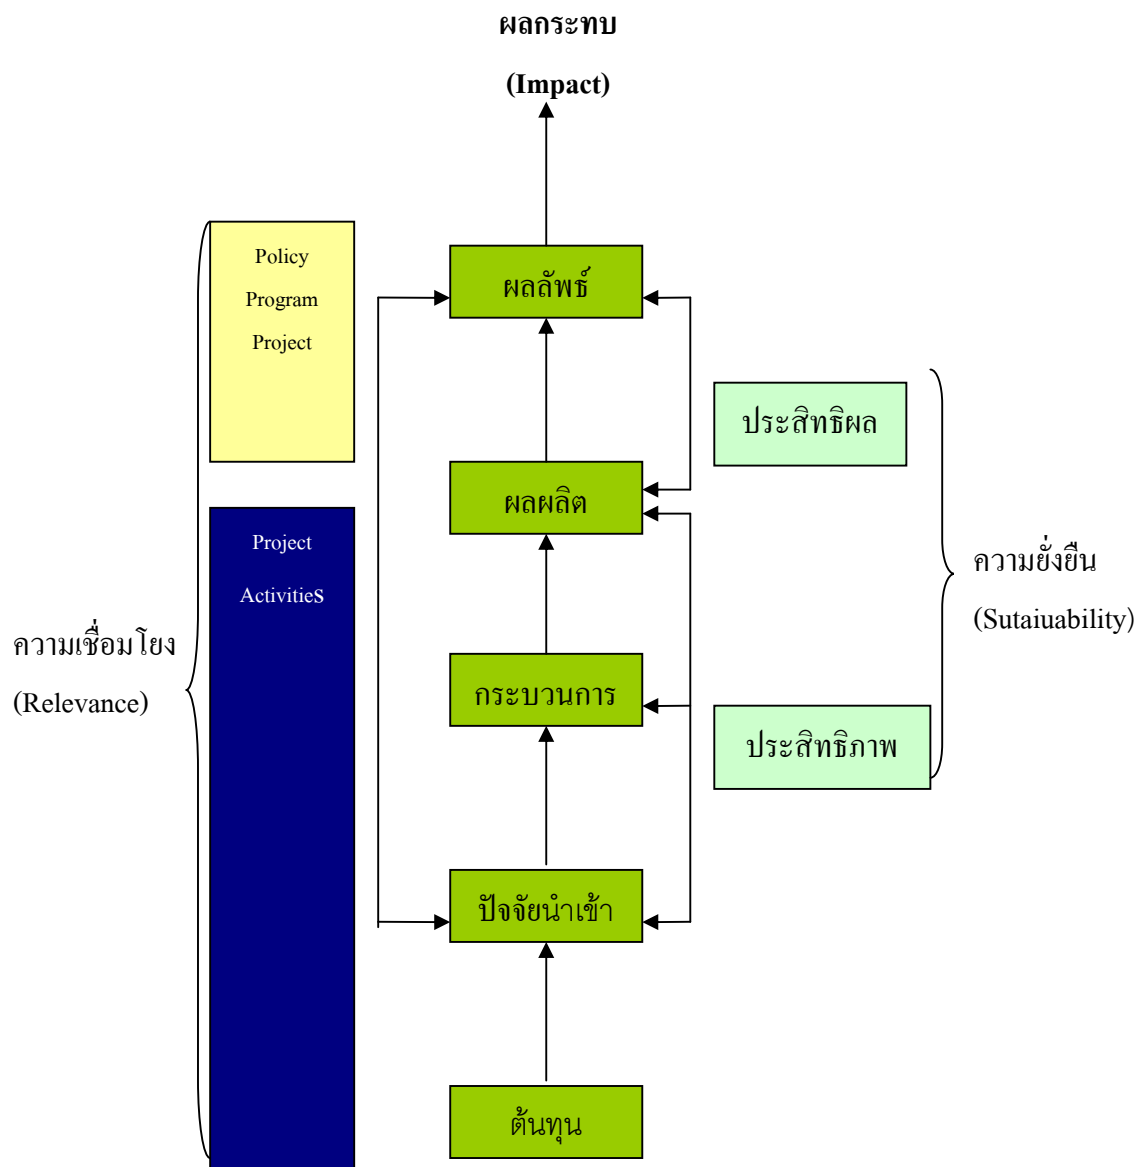 ผลกระทบ
(Impact)
Policy
Program
Project
ผลลัพธ์
ประสิทธิผล
ผลผลิต
Project
Activities
ความยั่งยืน
(Sutaiuability)
ความเชื่อมโยง
(Relevance)
กระบวนการ
ประสิทธิภาพ
ปัจจัยนำเข้า
ต้นทุน